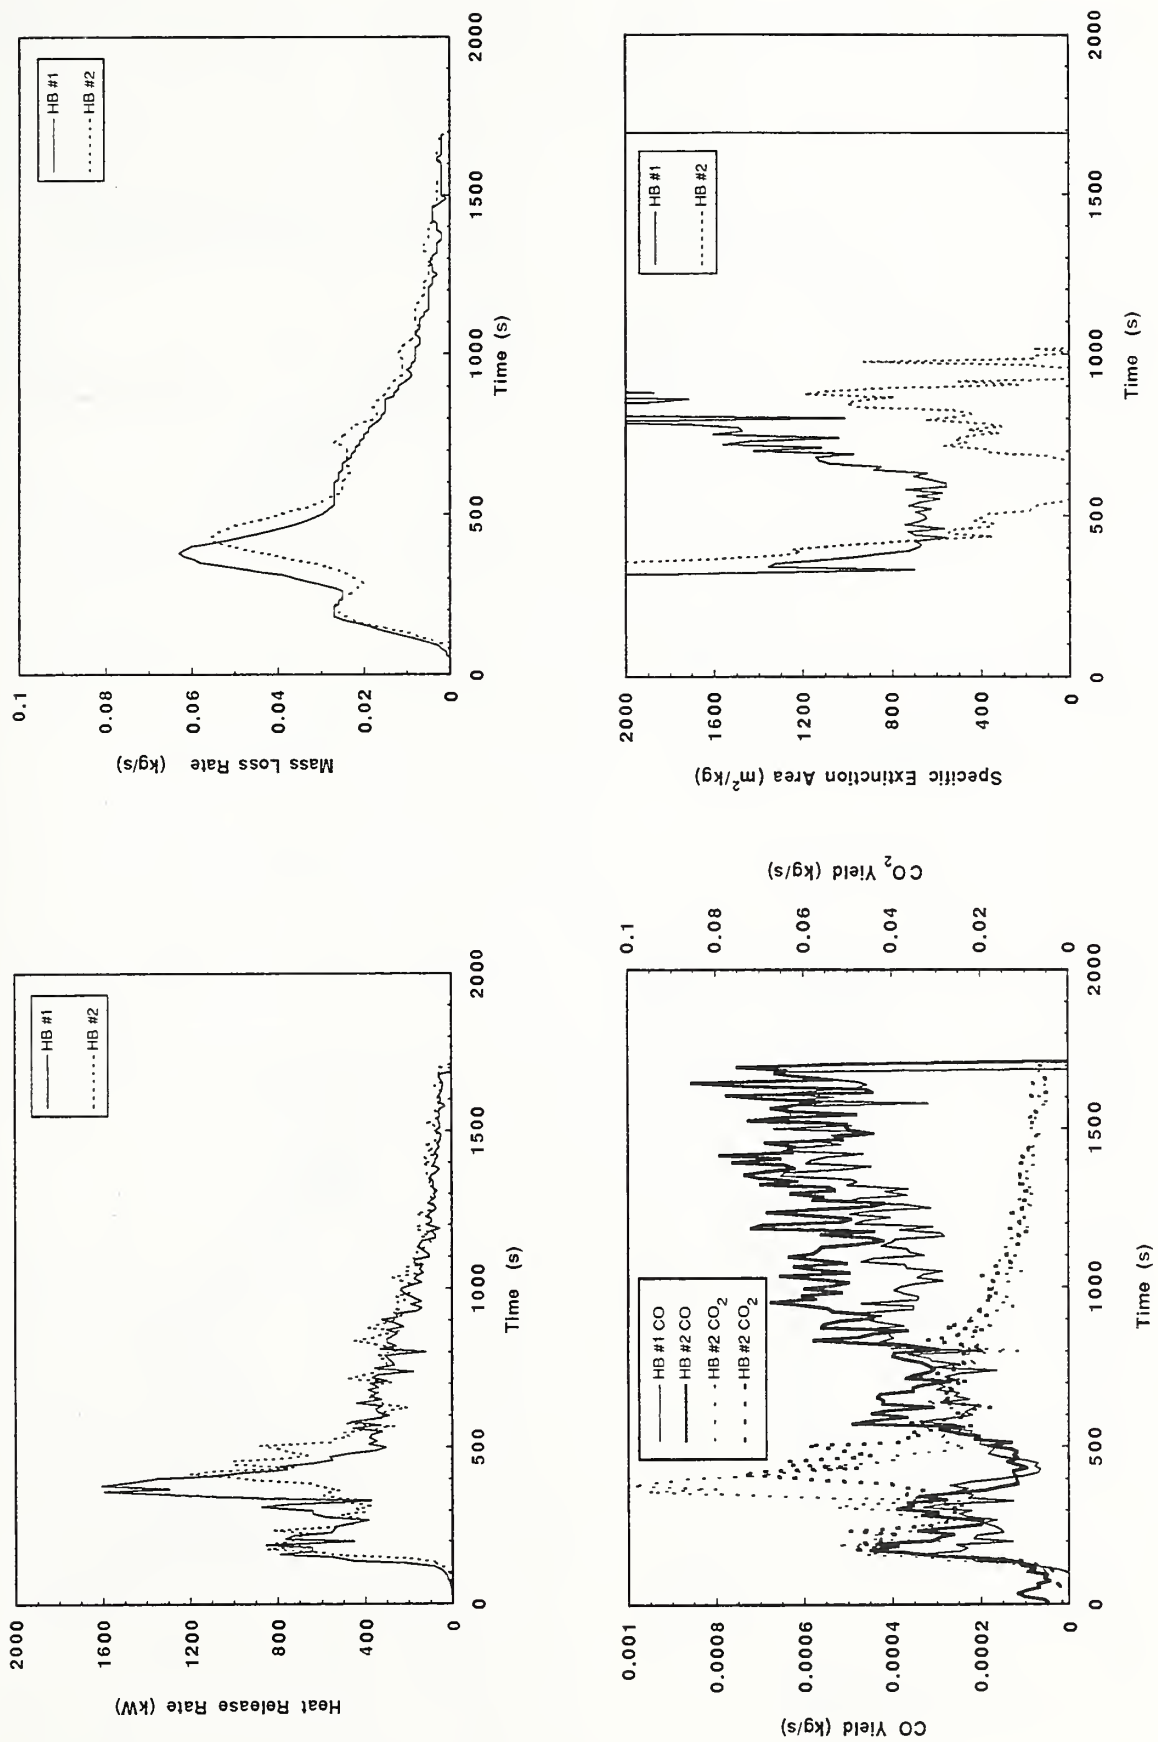 2000
1600
1200
800
400
0
Heat Release Rate (kW)
HB #1
HB #2
0
500
1000
1500
2000
Time (s)
0.1
0.08
0.06
0.04
0.02
0
Mass Loss Rate (kg/s)
HB #1
HB #2
0
500
1000
1500
2000
Time (s)
0.001
0.0008
0.0006
0.0004
0.0002
0
CO Yield (kg/s)
HB #1 CO
HB #2 CO
HB #2 CO2
HB #2 CO2
0
500
1000
1500
2000
Time (s)
0.1
0.08
0.06
0.04
0.02
0
CO2 Yield (kg/s)
2000
1600
1200
800
400
0
Specific Extinction Area (m²/kg)
HB #1
HB #2
0
500
1000
1500
2000
Time (s)